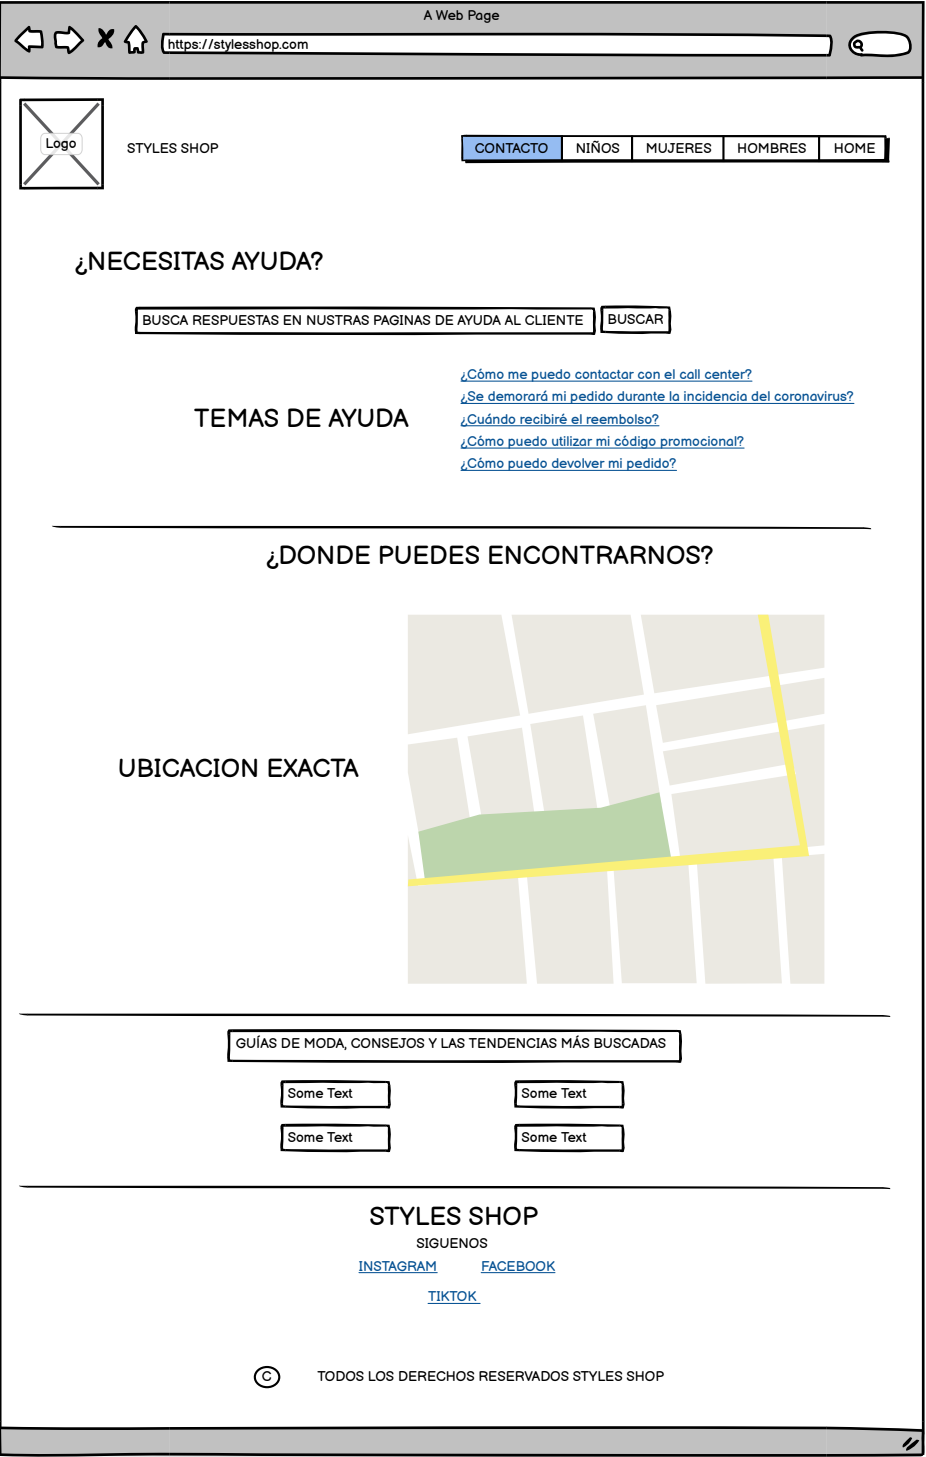 A Web Page
https://stylesshop.com
Logo
STYLES SHOP
CONTACTO NIÑOS MUJERES HOMBRES HOME
¿NECESITAS AYUDA?
BUSCA RESPUESTAS EN NUSTRAS PAGINAS DE AYUDA AL CLIENTE BUSCAR
¿Cómo me puedo contactar con el call center?
¿Se demorará mi pedido durante la incidencia del coronavirus?
TEMAS DE AYUDA
¿Cuándo recibiré el reembolso?
¿Cómo puedo utilizar mi código promocional?
¿Cómo puedo devolver mi pedido?
¿DONDE PUEDES ENCONTRARNOS?
UBICACION EXACTA
GUÍAS DE MODA, CONSEJOS Y LAS TENDENCIAS MÁS BUSCADAS
Some Text Some Text
Some Text Some Text
STYLES SHOP
SIGUENOS
INSTAGRAM FACEBOOK
TIKTOK
C TODOS LOS DERECHOS RESERVADOS STYLES SHOP